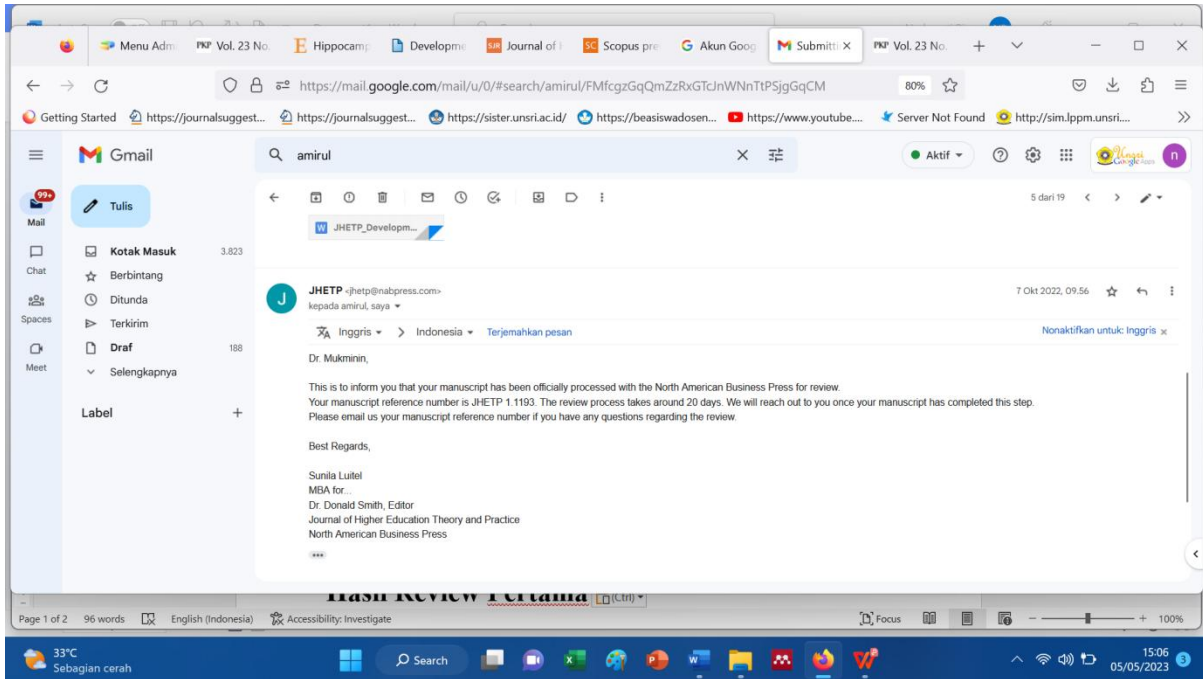 Menu Adm
PKP Vol. 23 No.
Hippocamp
Developme
SJR Journal of
SC Scopus pre
Akun Goog
Submitti
PKP Vol. 23 No.
https://mail.google.com/mail/u/0/#search/amirul/FMfcgzGqQmZzRxGTcJnWNnTtPSjgGqCM
80%
Getting Started
https://journalsuggest...
https://journalsuggest...
https://sister.unsri.ac.id/
https://beasiswadosen...
https://www.youtube....
Server Not Found
http://sim.lppm.unsri....
Gmail
amirul
Aktif
n
99+
Mail
Chat
Spaces
Meet
Tulis
Kotak Masuk 3.823
Berbintang
Ditunda
Terkirim
Draf 188
Selengkapnya
Label
5 dari 19
W JHETP_Developm...
J
JHETP <jhetp@nabpress.com>
7 Okt 2022, 09.56
kepada amirul, saya
Inggris > Indonesia Terjemahkan pesan
Nonaktifkan untuk: Inggris x
Dr. Mukminin,
This is to inform you that your manuscript has been officially processed with the North American Business Press for review.
Your manuscript reference number is JHETP 1.1193. The review process takes around 20 days. We will reach out to you once your manuscript has completed this step.
Please email us your manuscript reference number if you have any questions regarding the review.
Best Regards,
Sunila Luitel
MBA for...
Dr. Donald Smith, Editor
Journal of Higher Education Theory and Practice
North American Business Press
Hasil Review Pertama
(Ctrl)
Page 1 of 2 96 words English (Indonesia) Accessibility: Investigate Focus 100%
33°C
Sebagian cerah
Search
15:06
05/05/2023
3